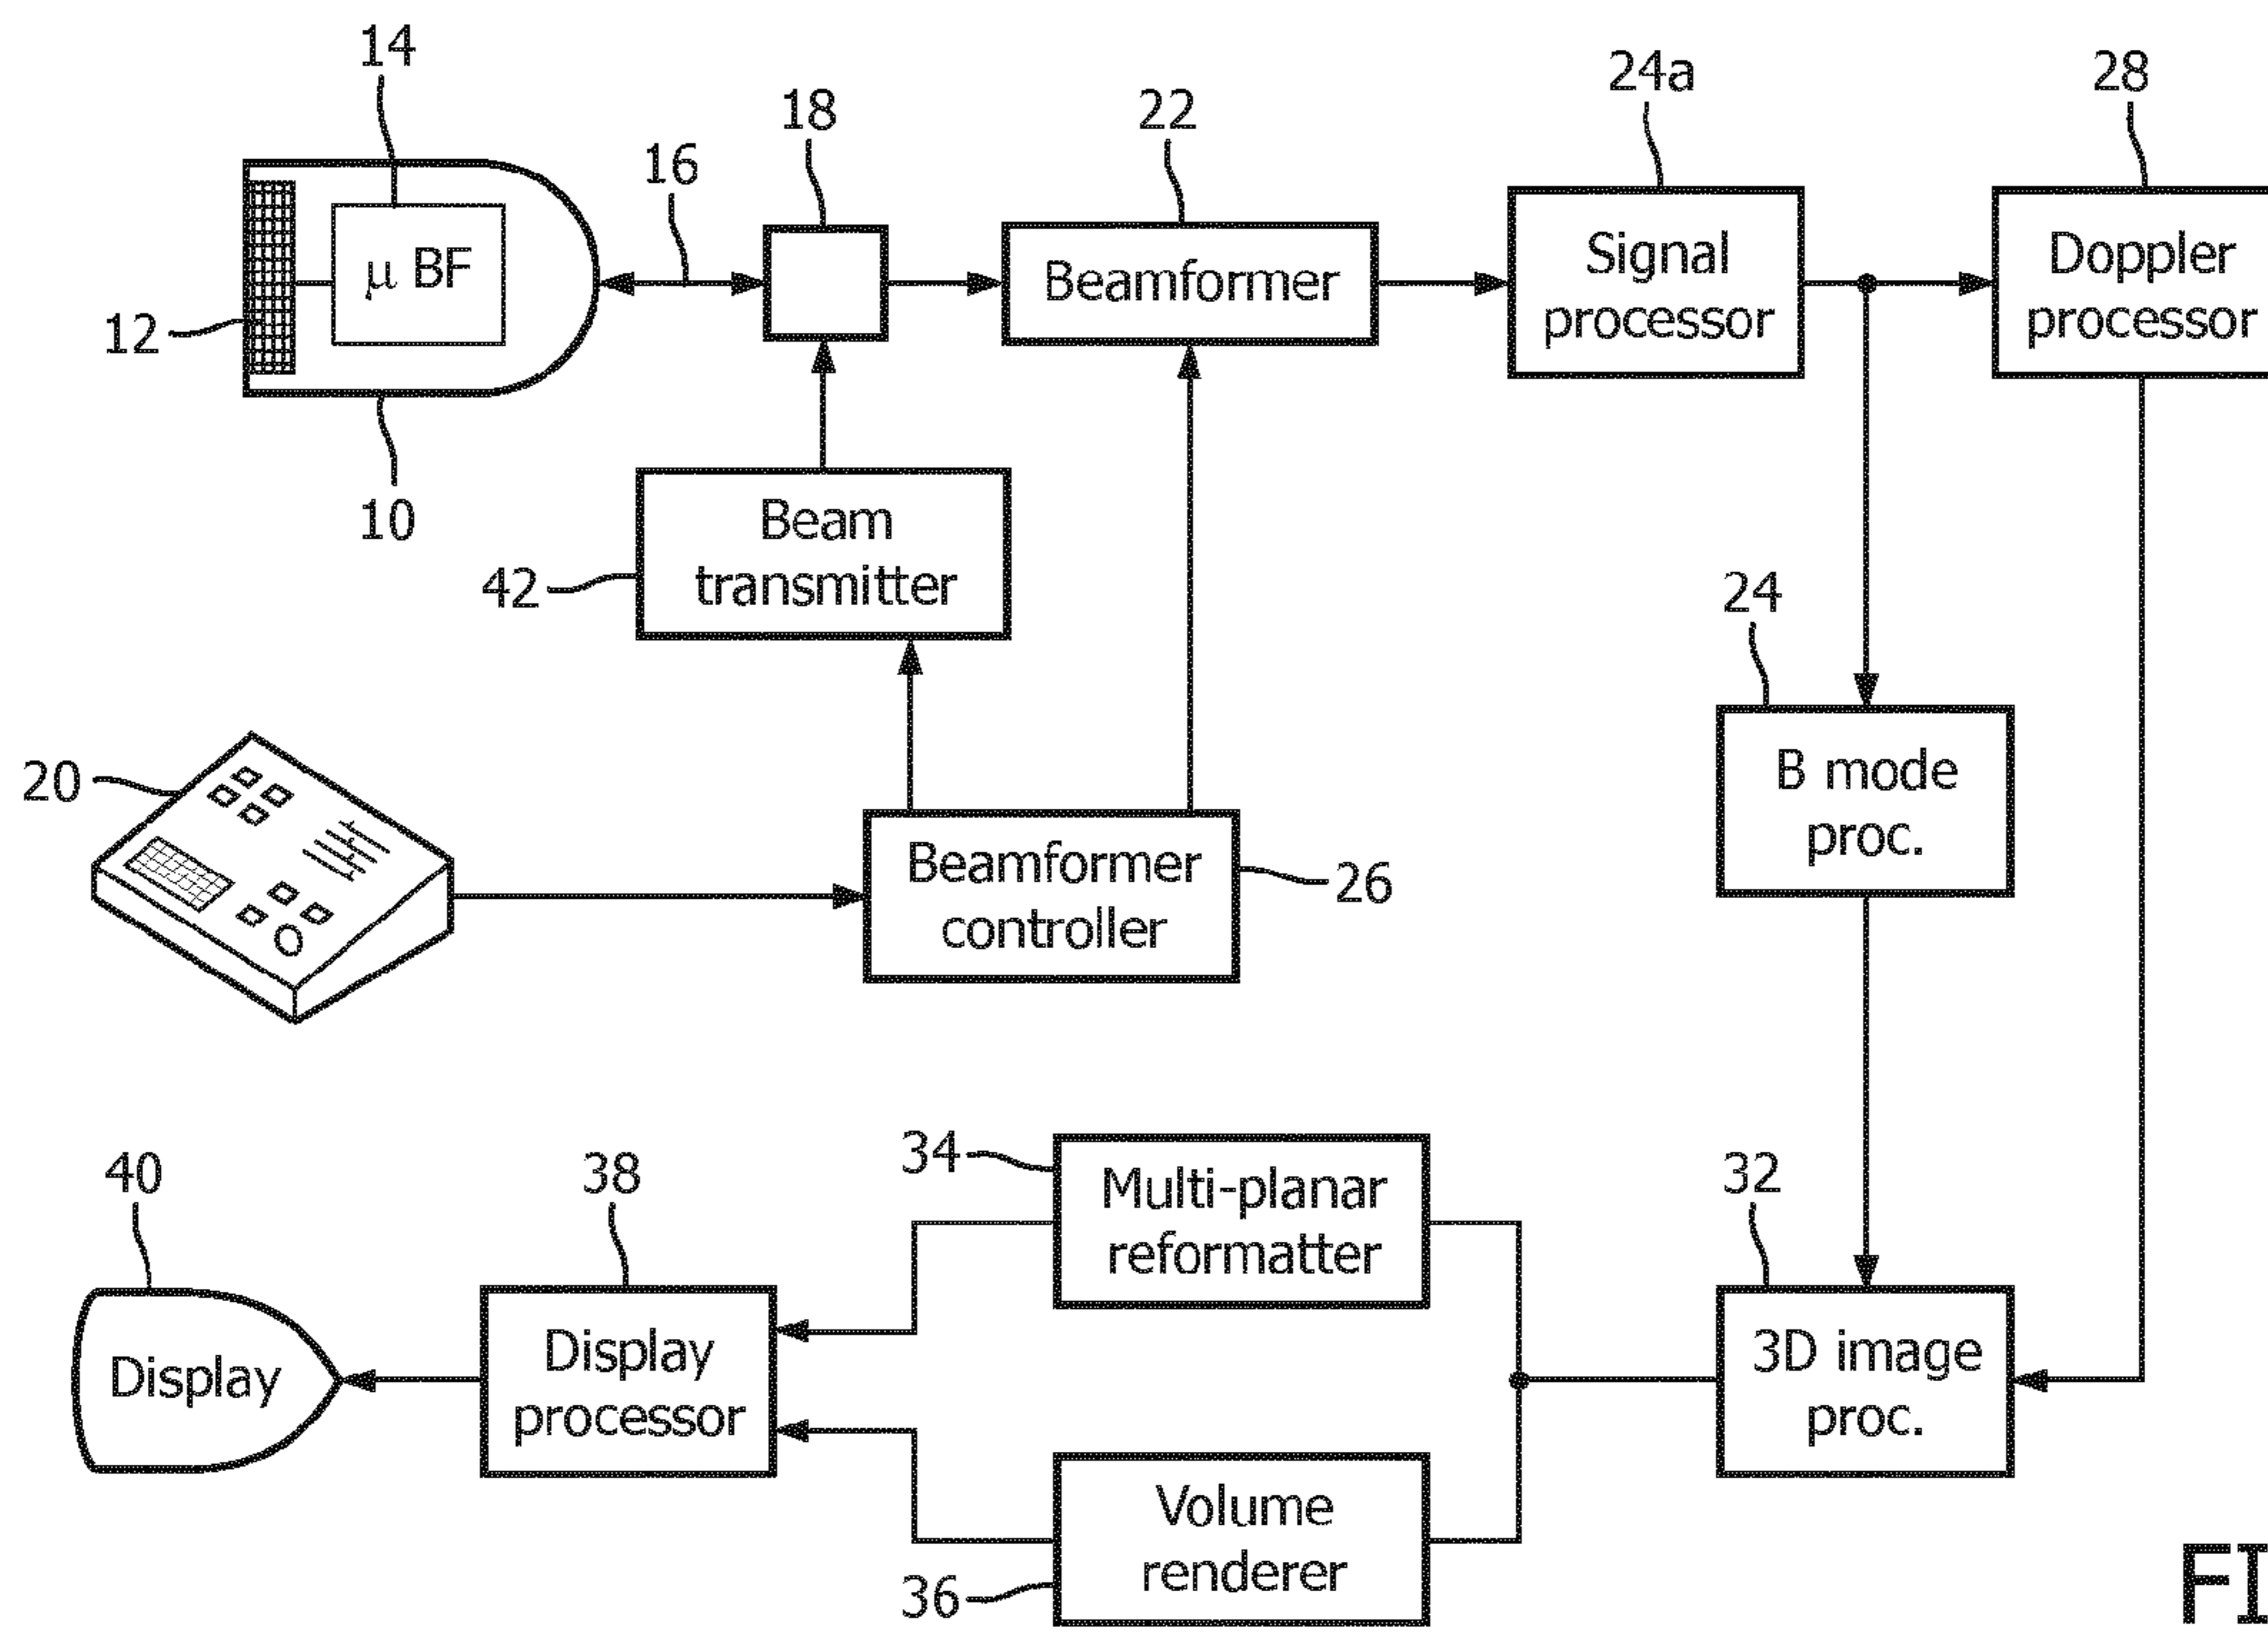 14
18
22
24a
28
16
μ BF
Beamformer
Signal
processor
Doppler
processor
12
10
Beam
transmitter
42
24
B mode
proc.
20
Beamformer
controller
26
34
Multi-planar
reformatter
32
40
38
Display
Display
processor
3D image
proc.
Volume
renderer
36
FI